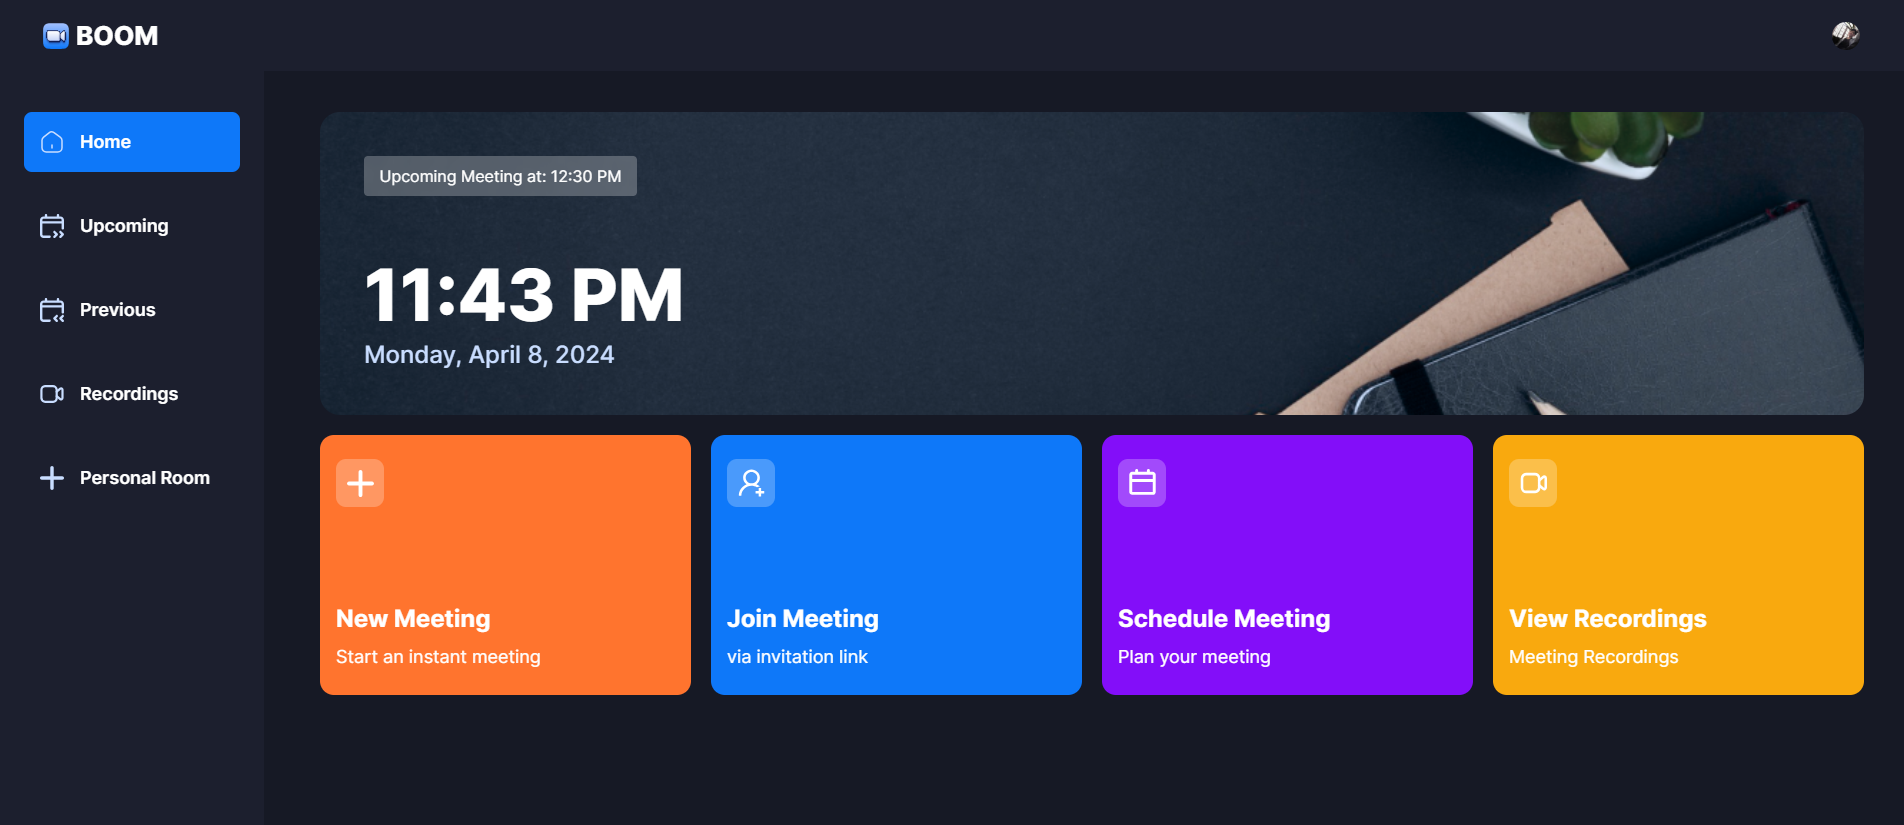 BOOM
Home
Upcoming
Previous
Recordings
Personal Room
Upcoming Meeting at: 12:30 PM
11:43 PM
Monday, April 8, 2024
New Meeting
Start an instant meeting
Join Meeting
via invitation link
Schedule Meeting
Plan your meeting
View Recordings
Meeting Recordings